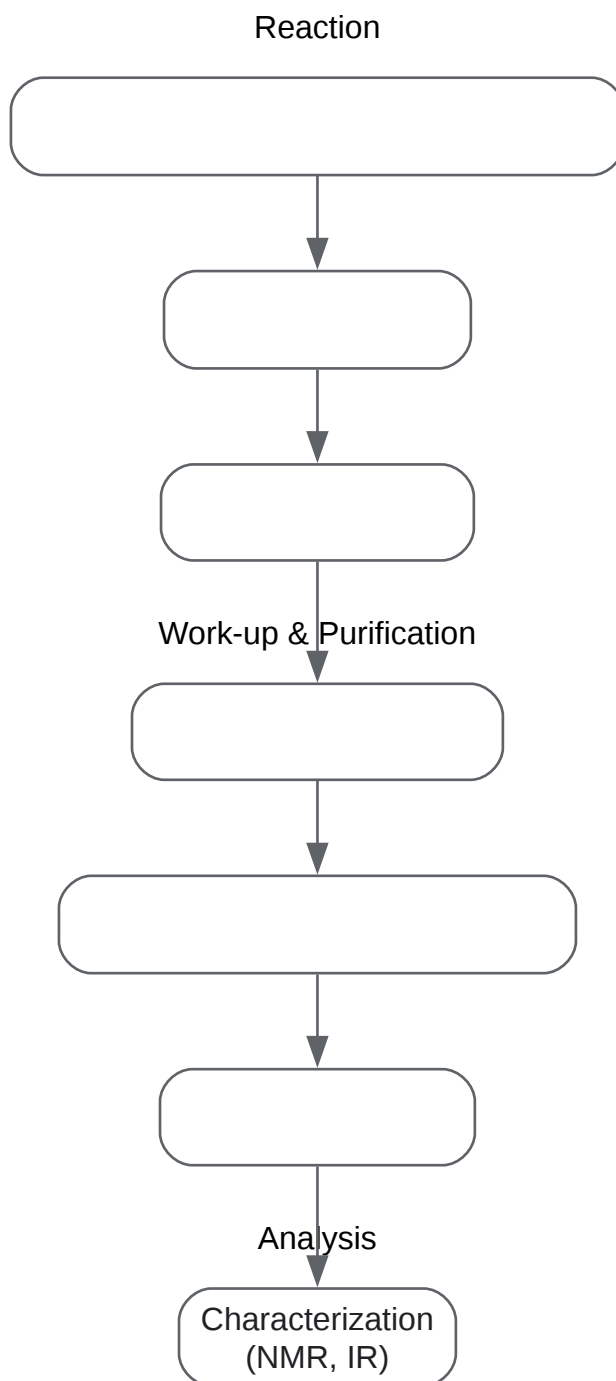 Reaction
Work-up & Purification
Analysis
Characterization
(NMR, IR)